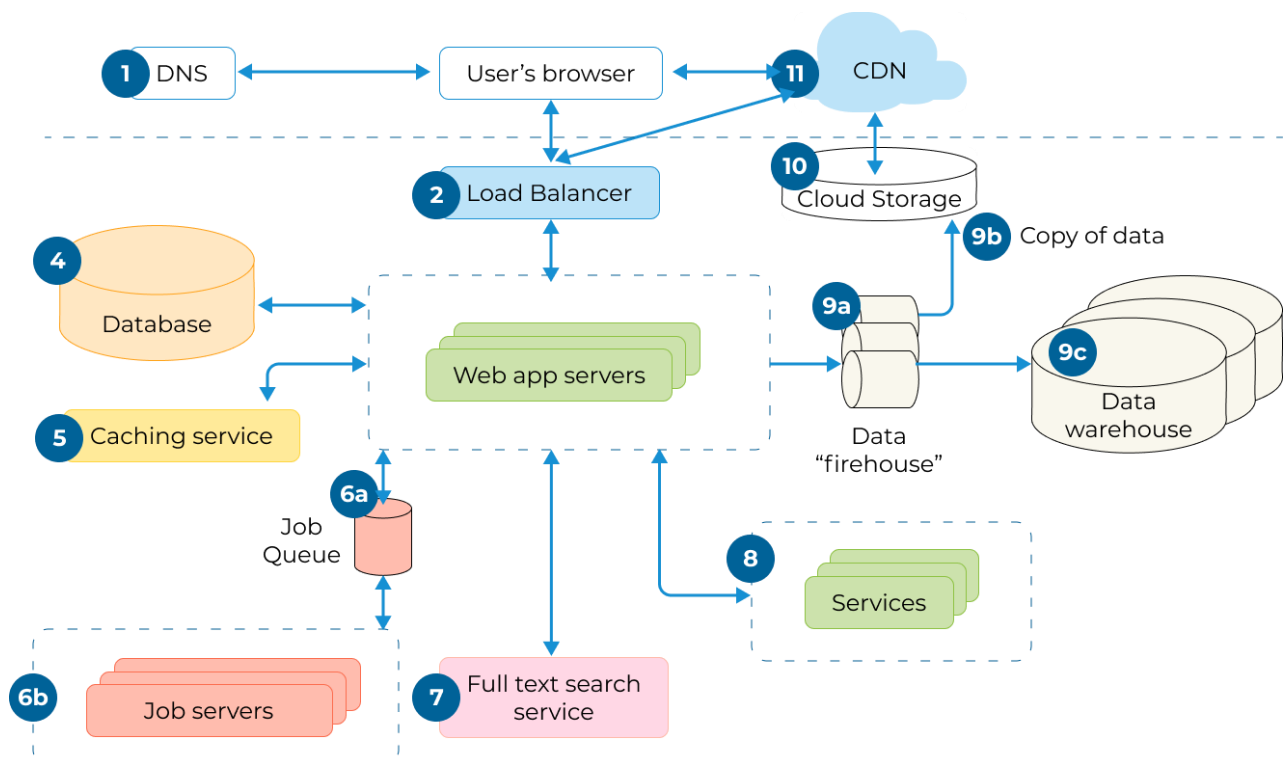 1
DNS
User's browser
11
CDN
2
Load Balancer
10
Cloud Storage
9b
Copy of data
4
Database
9a
Web app servers
9c
Data
warehouse
5
Caching service
Data
“firehouse”
6a
Job
Queue
8
Services
6b
Job servers
7
Full text search
service